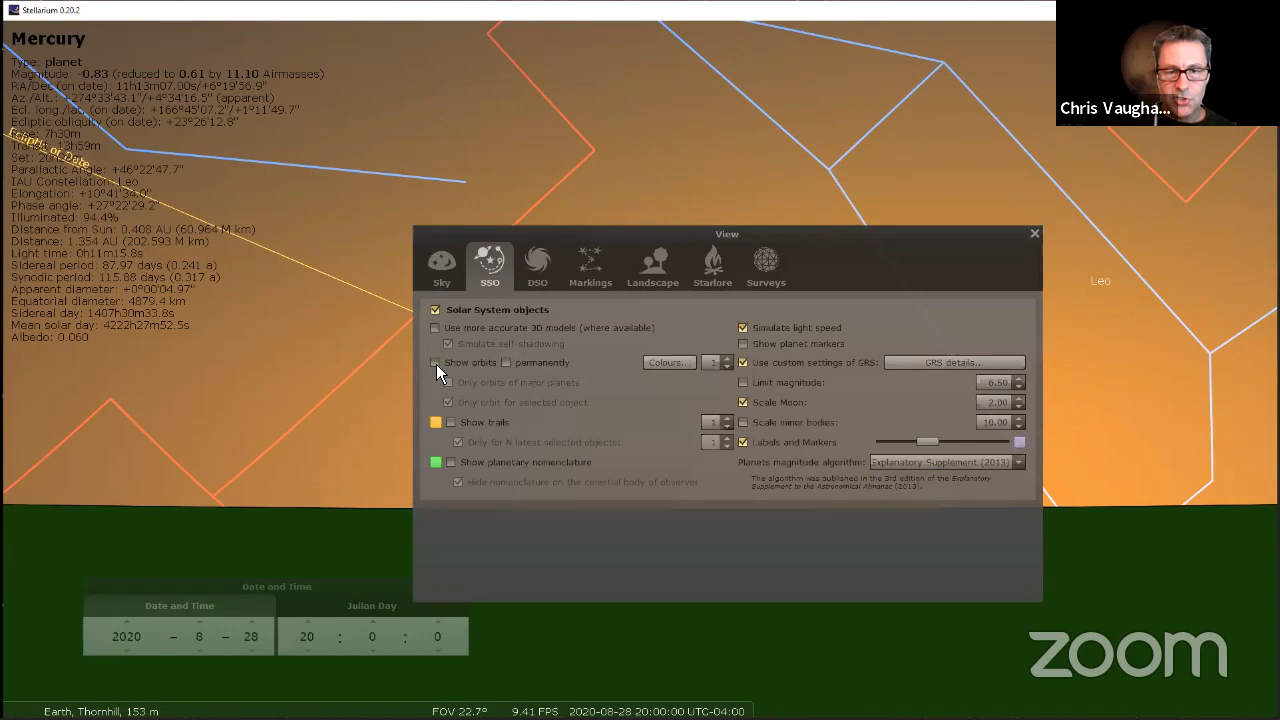 Stellarium 0.20.2
Mercury
Type: planet
Magnitude: -0.83 (reduced to 0.61 by 11.10 Airmasses)
RA/Dec (on date): 11h13m07.00s/+6°19'56.9"
Az./Alt.: +274°33'43.1"/+4°34'16.5" (apparent)
Ecl. long./lat. (on date): +166°45'07.2"/+1°11'49.7"
Ecliptic obliquity (on date): +23°26'12.8"
Rise: 7h30m
Transit: 13h59m
Set: 20h
Ecliptic of Date
Parallactic Angle: +46°22'47.7"
IAU Constellation: Leo
Elongation: +10°41'34.0"
Phase angle: +27°22'29.2"
Illuminated: 94.4%
Distance from Sun: 0.408 AU (60.964 M km)
Distance: 1.354 AU (202.593 M km)
Light time: 0h11m15.8s
Sidereal period: 87.97 days (0.241 a)
Synodic period: 115.88 days (0.317 a)
Apparent diameter: +0°00'04.97"
Equatorial diameter: 4879.4 km
Sidereal day: 1407h30m33.8s
Mean solar day: 4222h27m52.5s
Albedo: 0.060
Chris Vaugha...
Leo
View
Sky SSO DSO Markings Landscape Starlore Surveys
Solar System objects
Use more accurate 3D models (where available)
Simulate self-shadowing
Show orbits permanently Colours... 1
Only orbits of major planets
Only orbit for selected object
Show trails 1
Only for N latest selected objects: 1
Show planetary nomenclature
Hide nomenclature on the celestial body of observer
Simulate light speed
Show planet markers
Use custom settings of GRS: GRS details...
Limit magnitude: 6.50
Scale Moon: 2.00
Scale minor bodies: 10.00
Labels and Markers
Planets magnitude algorithm: Explanatory Supplement (2013)
The algorithm was published in the 3rd edition of the Explanatory
Supplement to the Astronomical Almanac (2013).
Date and Time
Date and Time Julian Day
2020 – 8 – 28 20 : 0 : 0
zoom
Earth, Thornhill, 153 m FOV 22.7° 9.41 FPS 2020-08-28 20:00:00 UTC-04:00